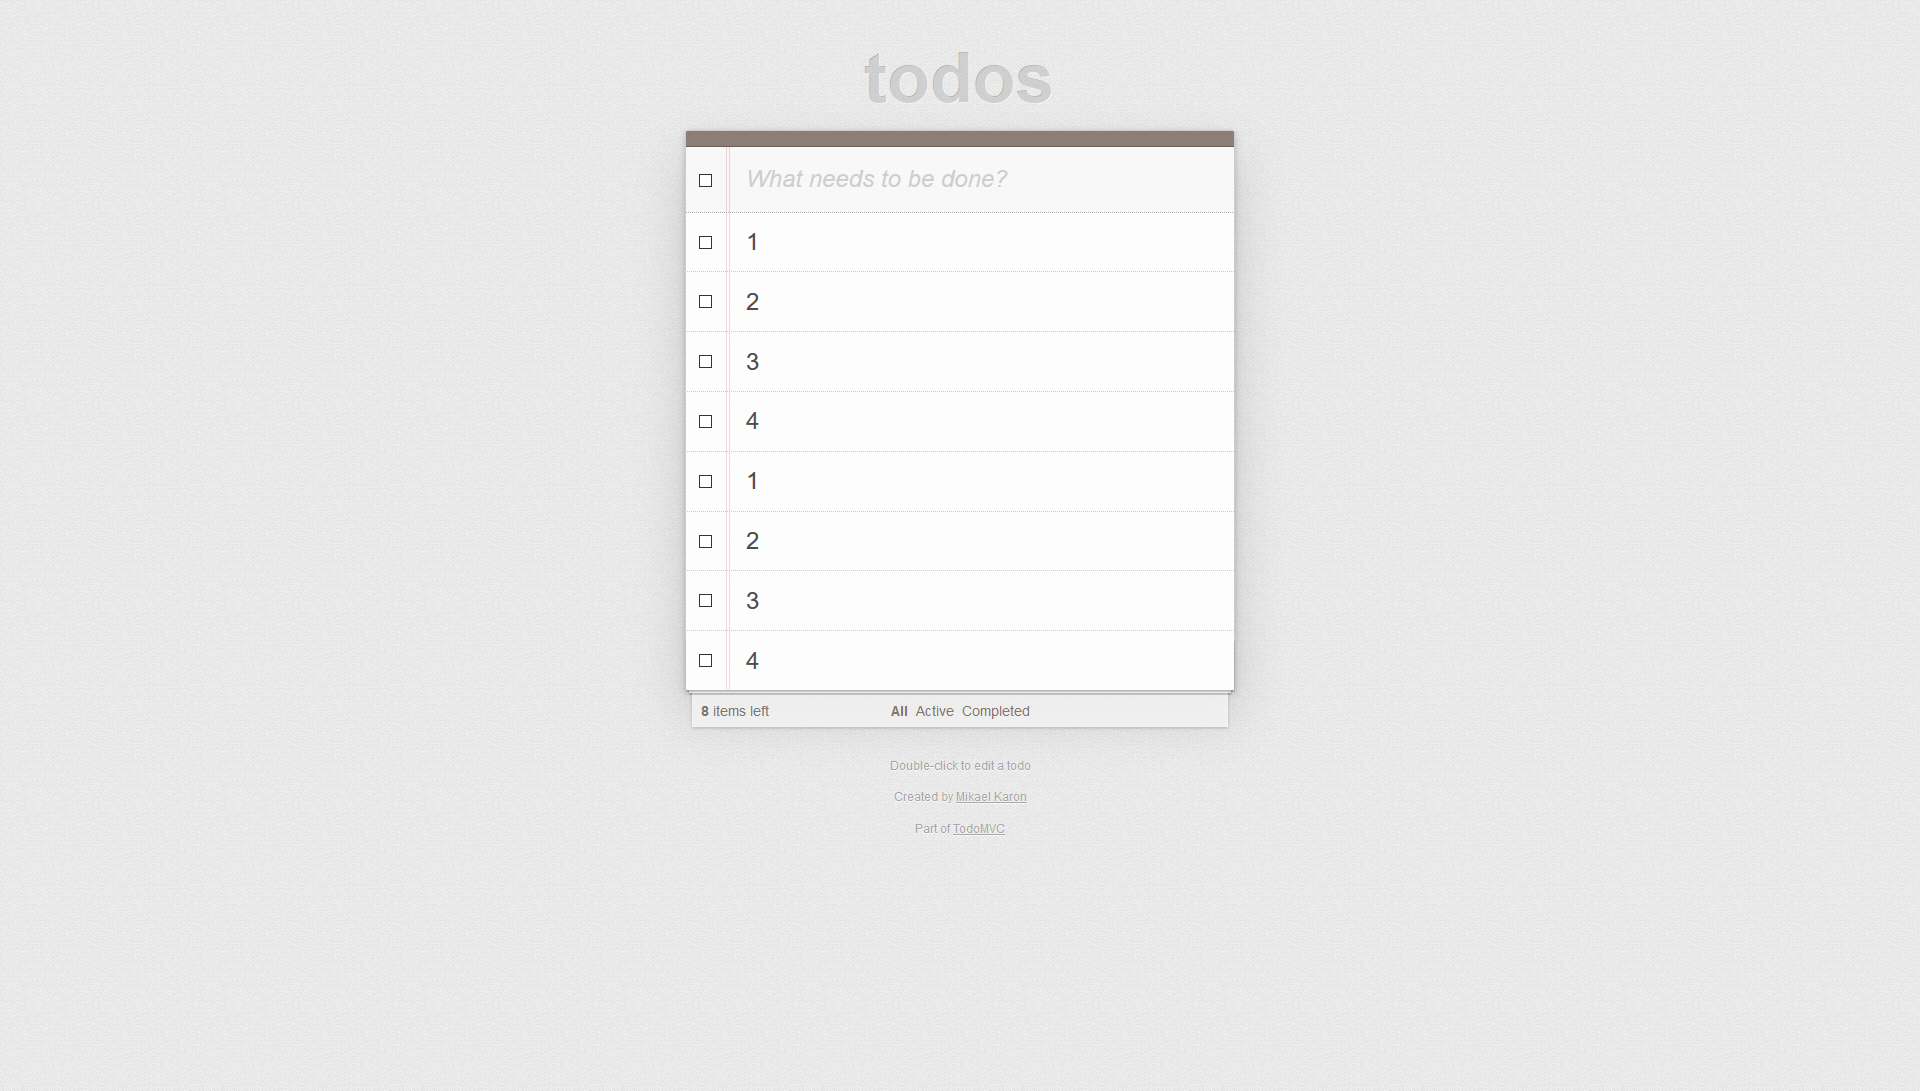 todos
What needs to be done?
1
2
3
4
1
2
3
4
8 items left All Active Completed
Double-click to edit a todo
Created by Mikael Karon
Part of TodoMVC